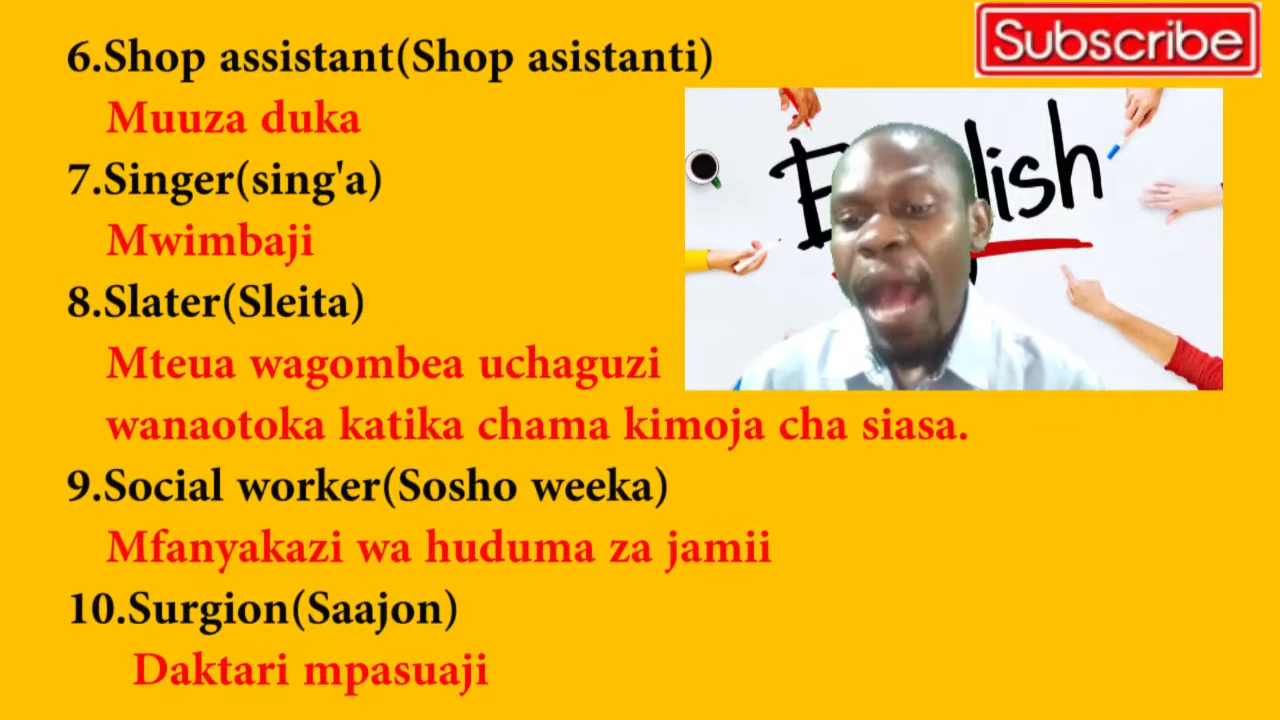 6.Shop assistant(Shop asistanti)
Muuza duka
7.Singer(sing'a)
Mwimbaji
8.Slater(Sleita)
Mteua wagombea uchaguzi
wanaotoka katika chama kimoja cha siasa.
9.Social worker(Sosho weeka)
Mfanyakazi wa huduma za jamii
10.Surgion(Saajon)
Daktari mpasuaji
Subscribe